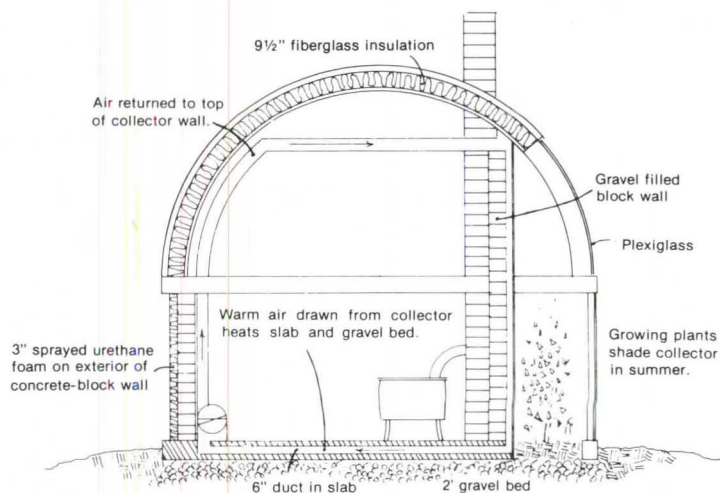 9½" fiberglass insulation
Air returned to top
of collector wall.
Gravel filled
block wall
Plexiglass
Warm air drawn from collector
heats slab and gravel bed.
3" sprayed urethane
foam on exterior of
concrete-block wall
Growing plants
shade collector
in summer.
6" duct in slab
2' gravel bed